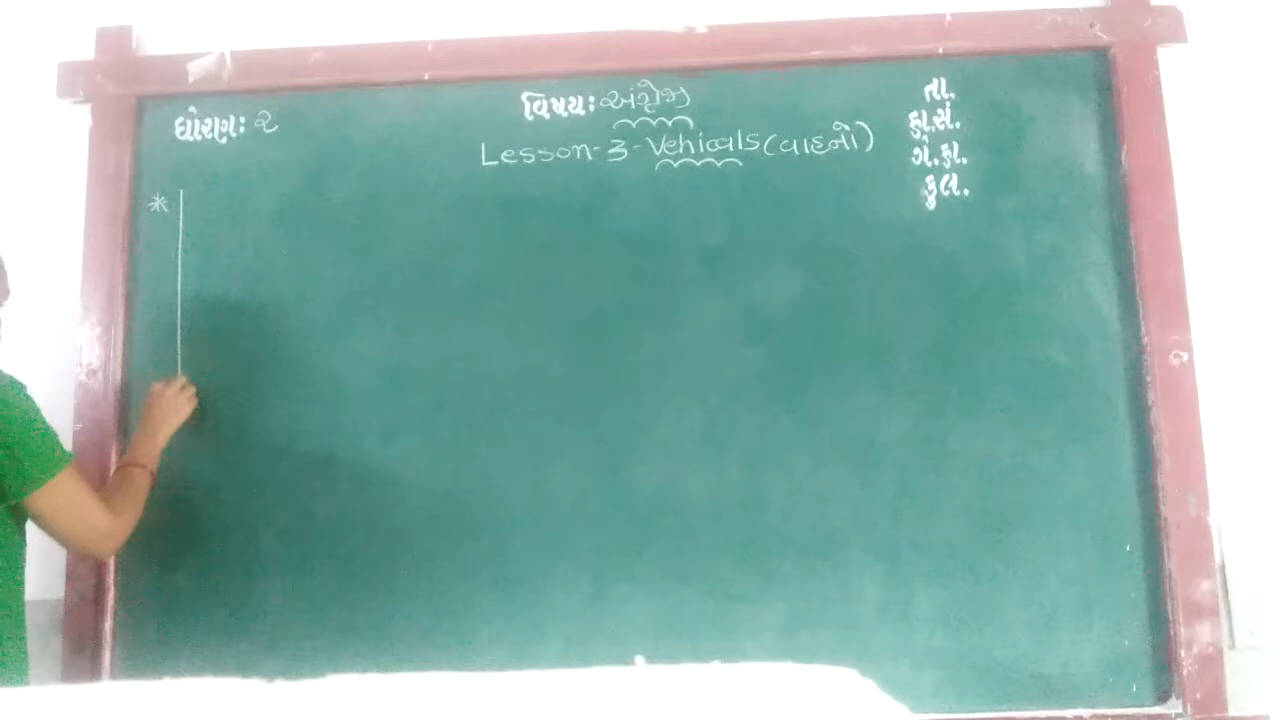 ધોરણ: ૨
વિષય: અંગ્રેજી
Lesson-3-Vehicals (વાહનો)
તા.
હા.સં.
ગે.હા.
કુલ.
*